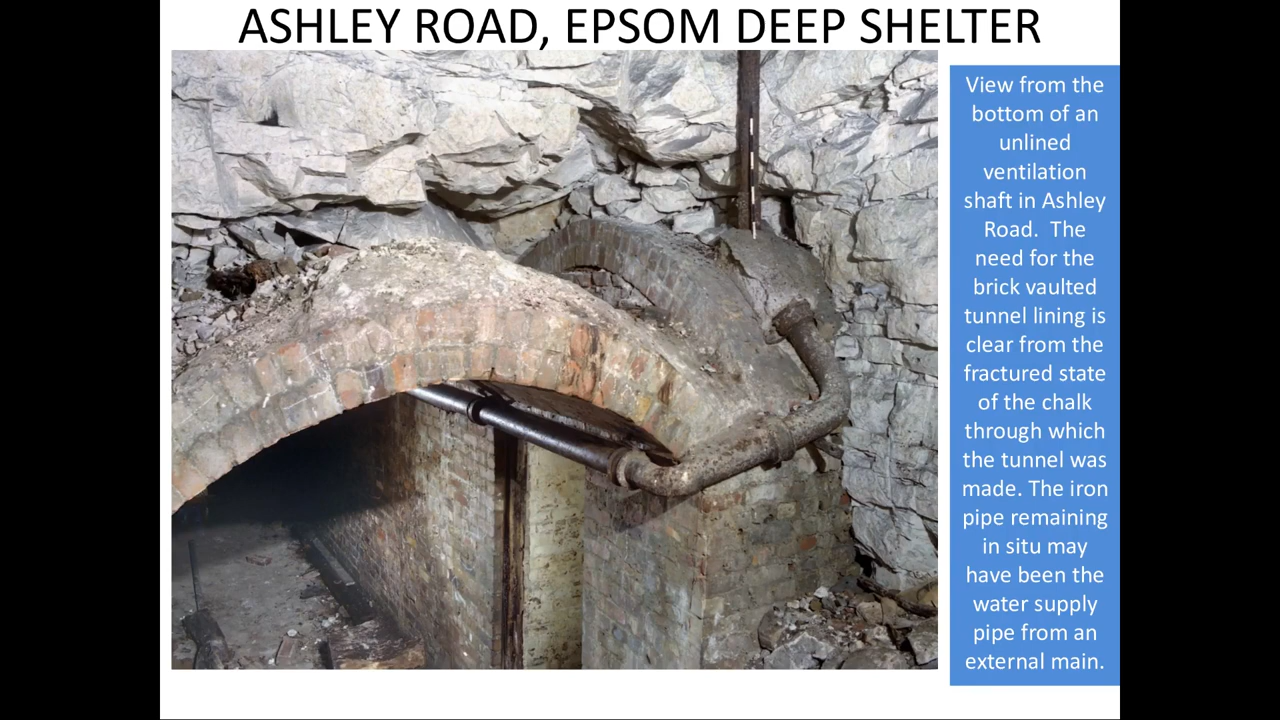 ASHLEY ROAD, EPSOM DEEP SHELTER
View from the
bottom of an
unlined
ventilation
shaft in Ashley
Road.  The
need for the
brick vaulted
tunnel lining is
clear from the
fractured state
of the chalk
through which
the tunnel was
made. The iron
pipe remaining
in situ may
have been the
water supply
pipe from an
external main.